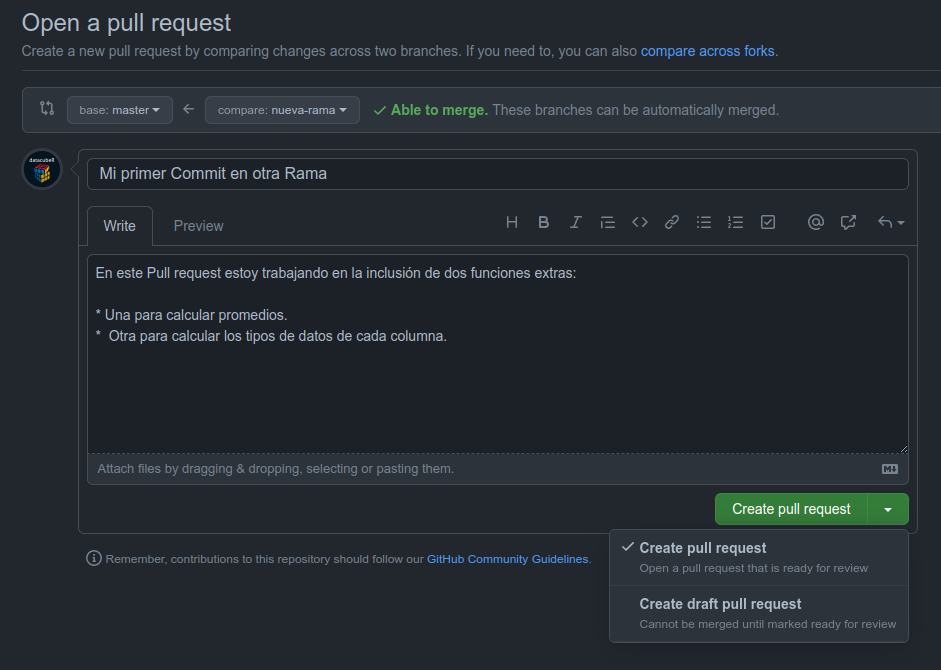 Open a pull request
Create a new pull request by comparing changes across two branches. If you need to, you can also compare across forks.
base: master
compare: nueva-rama
Able to merge. These branches can be automatically merged.
datacubeR
Mi primer Commit en otra Rama
Write
Preview
En este Pull request estoy trabajando en la inclusión de dos funciones extras:
* Una para calcular promedios.
* Otra para calcular los tipos de datos de cada columna.
Attach files by dragging & dropping, selecting or pasting them.
Create pull request
Create pull request
Open a pull request that is ready for review
Remember, contributions to this repository should follow our GitHub Community Guidelines.
Create draft pull request
Cannot be merged until marked ready for review